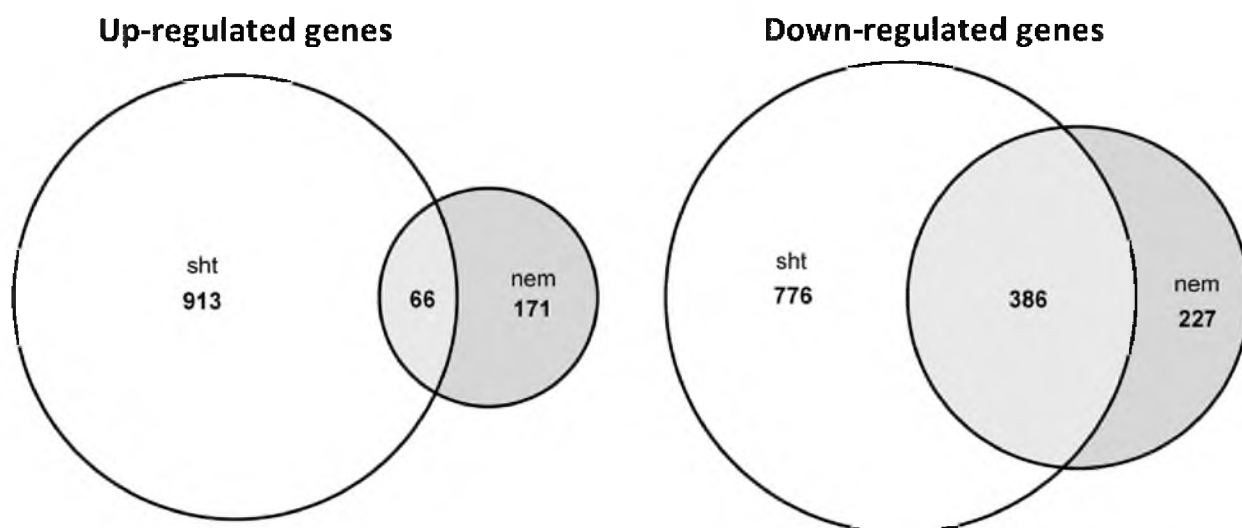 Up-regulated genes
sht
913
66
nem
171
Down-regulated genes
sht
776
386
nem
227